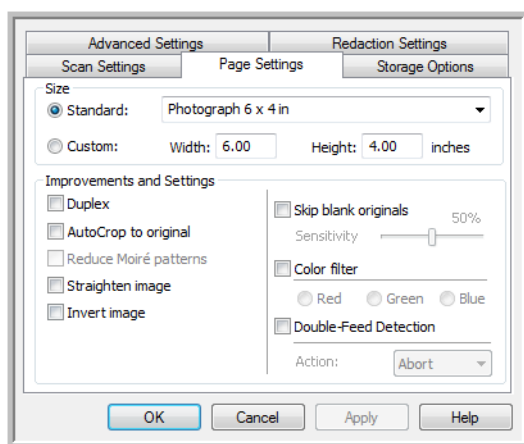 Advanced Settings Redaction Settings
Scan Settings Page Settings Storage Options
Size
Standard: Photograph 6 x 4 in
Custom: Width: 6.00 Height: 4.00 inches
Improvements and Settings
Duplex
AutoCrop to original
Reduce Moiré patterns
Straighten image
Invert image
Skip blank originals 50%
Sensitivity
Color filter
Red Green Blue
Double-Feed Detection
Action: Abort
OK Cancel Apply Help